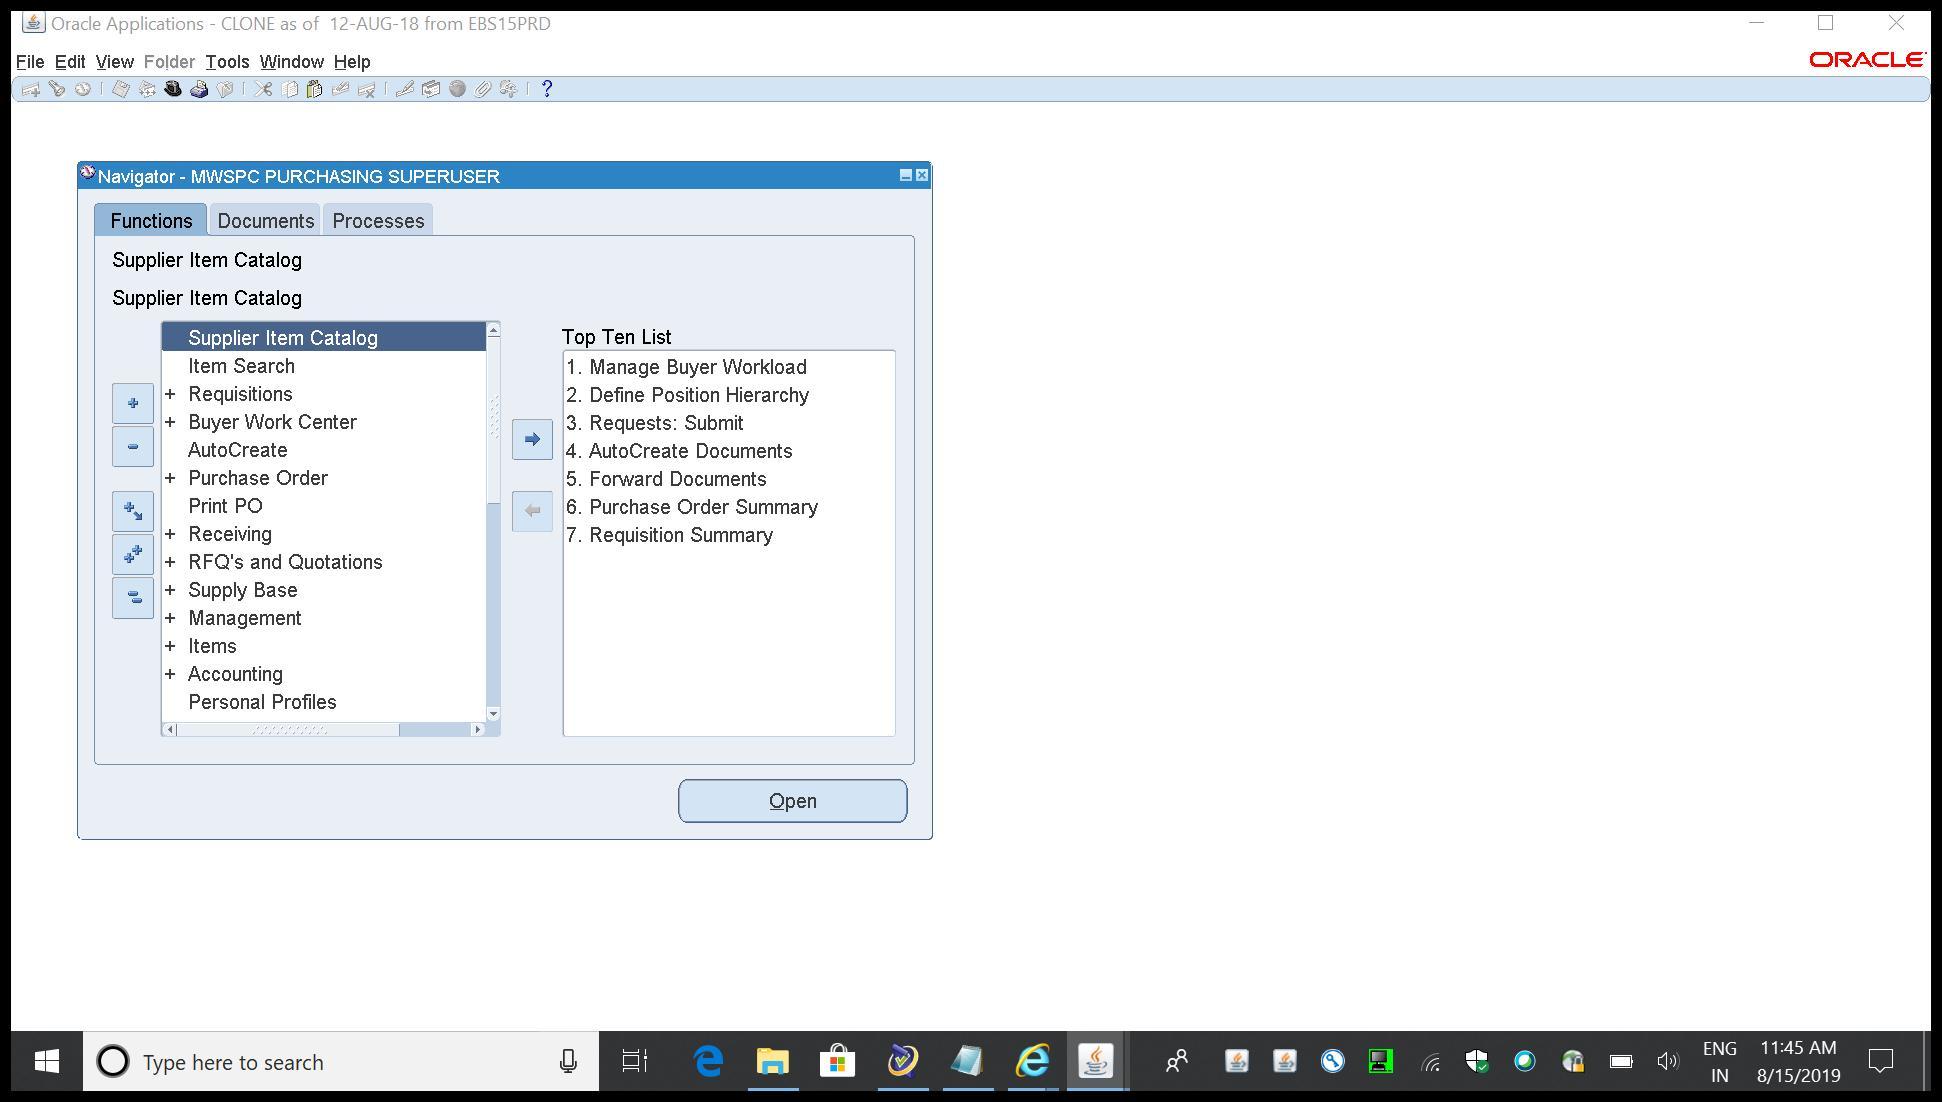 Oracle Applications - CLONE as of  12-AUG-18 from EBS15PRD
File Edit View Folder Tools Window Help
ORACLE
?
Navigator - MWSPC PURCHASING SUPERUSER
Functions Documents Processes
Supplier Item Catalog
Supplier Item Catalog
Supplier Item Catalog
Item Search
+ Requisitions
+ Buyer Work Center
AutoCreate
+ Purchase Order
Print PO
+ Receiving
+ RFQ's and Quotations
+ Supply Base
+ Management
+ Items
+ Accounting
Personal Profiles
Top Ten List
1. Manage Buyer Workload
2. Define Position Hierarchy
3. Requests: Submit
4. AutoCreate Documents
5. Forward Documents
6. Purchase Order Summary
7. Requisition Summary
Open
Type here to search
ENG
IN
11:45 AM
8/15/2019